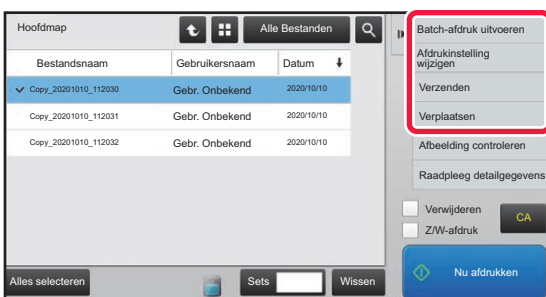 Hoofdmap
Alle Bestanden
Bestandsnaam Gebruikersnaam Datum
Copy_20201010_112030 Gebr. Onbekend 2020/10/10
Copy_20201010_112031 Gebr. Onbekend 2020/10/10
Copy_20201010_112032 Gebr. Onbekend 2020/10/10
Alles selecteren
Sets
Wissen
Batch-afdruk uitvoeren
Afdrukinstelling
wijzigen
Verzenden
Verplaatsen
Afbeelding controleren
Raadpleeg detailgegevens
Verwijderen
Z/W-afdruk
CA
Nu afdrukken